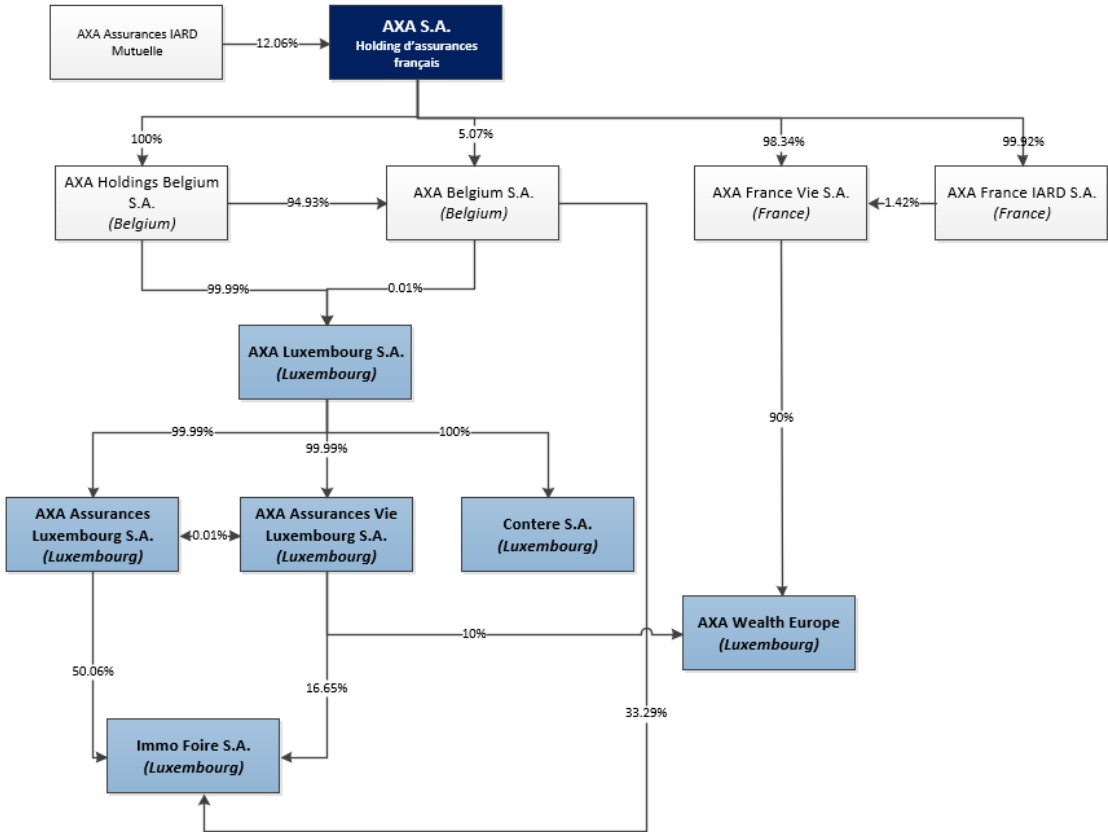 AXA Assurances IARD
Mutuelle
12.06%
AXA S.A.
Holding d'assurances
français
100%
5.07%
98.34%
99.92%
AXA Holdings Belgium
S.A.
(Belgium)
94.93%
AXA Belgium S.A.
(Belgium)
AXA France Vie S.A.
(France)
1.42%
AXA France IARD S.A.
(France)
99.99%
0.01%
AXA Luxembourg S.A.
(Luxembourg)
99.99%
99.99%
100%
90%
AXA Assurances
Luxembourg S.A.
(Luxembourg)
0.01%
AXA Assurances Vie
Luxembourg S.A.
(Luxembourg)
Contere S.A.
(Luxembourg)
AXA Wealth Europe
(Luxembourg)
10%
50.06%
16.65%
33.29%
Immo Foire S.A.
(Luxembourg)